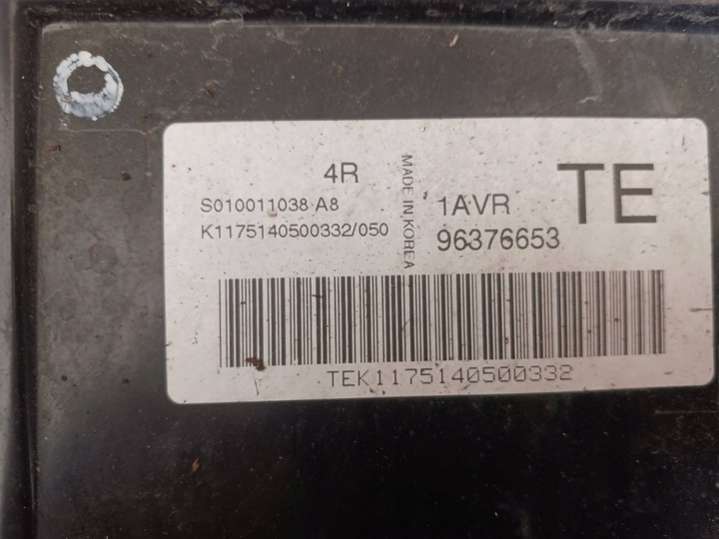 4R
S010011038 A8
K1175140500332/050
MADE IN KOREA
1AVR
96376653
TE
TEK1175140500332